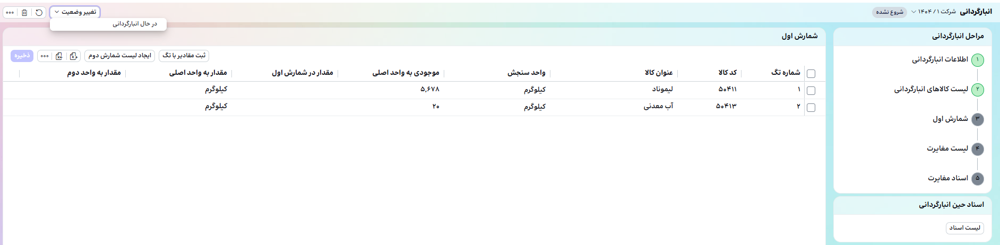 انبارگردانی شرکت ۱ / ۱۴۰۴ شروع نشده تغییر وضعیت
در حال انبارگردانی
مراحل انبارگردانی
۱ اطلاعات انبارگردانی
۲ لیست کالاهای انبارگردانی
۳ شمارش اول
۴ لیست مغایرت
۵ اسناد مغایرت
اسناد حین انبارگردانی
لیست اسناد
شمارش اول
ثبت مقادیر با تگ ایجاد لیست شمارش دوم ذخیره
شماره تگ کد کالا عنوان کالا واحد سنجش موجودی به واحد اصلی مقدار در شمارش اول مقدار به واحد اصلی مقدار به واحد دوم
۱ ۵۰۴۱۱ لیموناد کیلوگرم ۵,۶۷۸ کیلوگرم
۲ ۵۰۴۱۳ آب معدنی کیلوگرم ۲۰ کیلوگرم